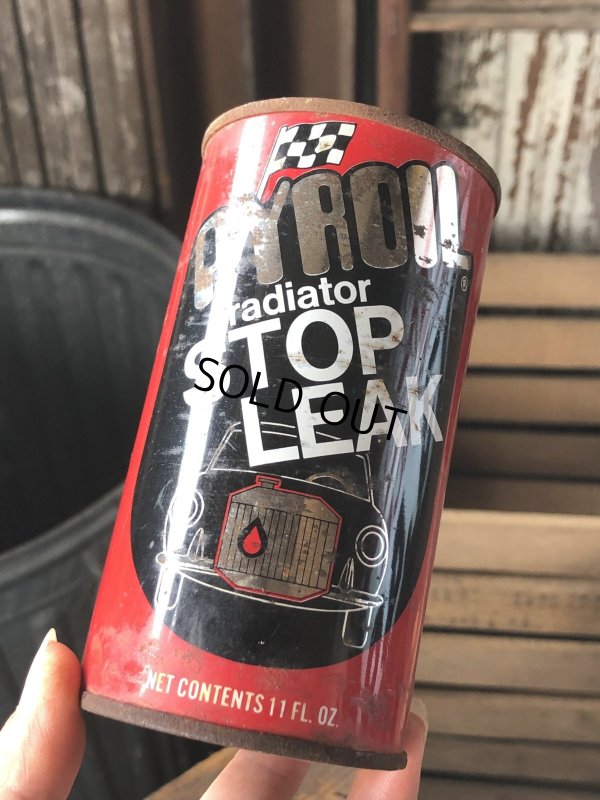 PYROIL
®
radiator
STOP
LEAK
SOLD OUT
NET CONTENTS 11 FL. OZ.